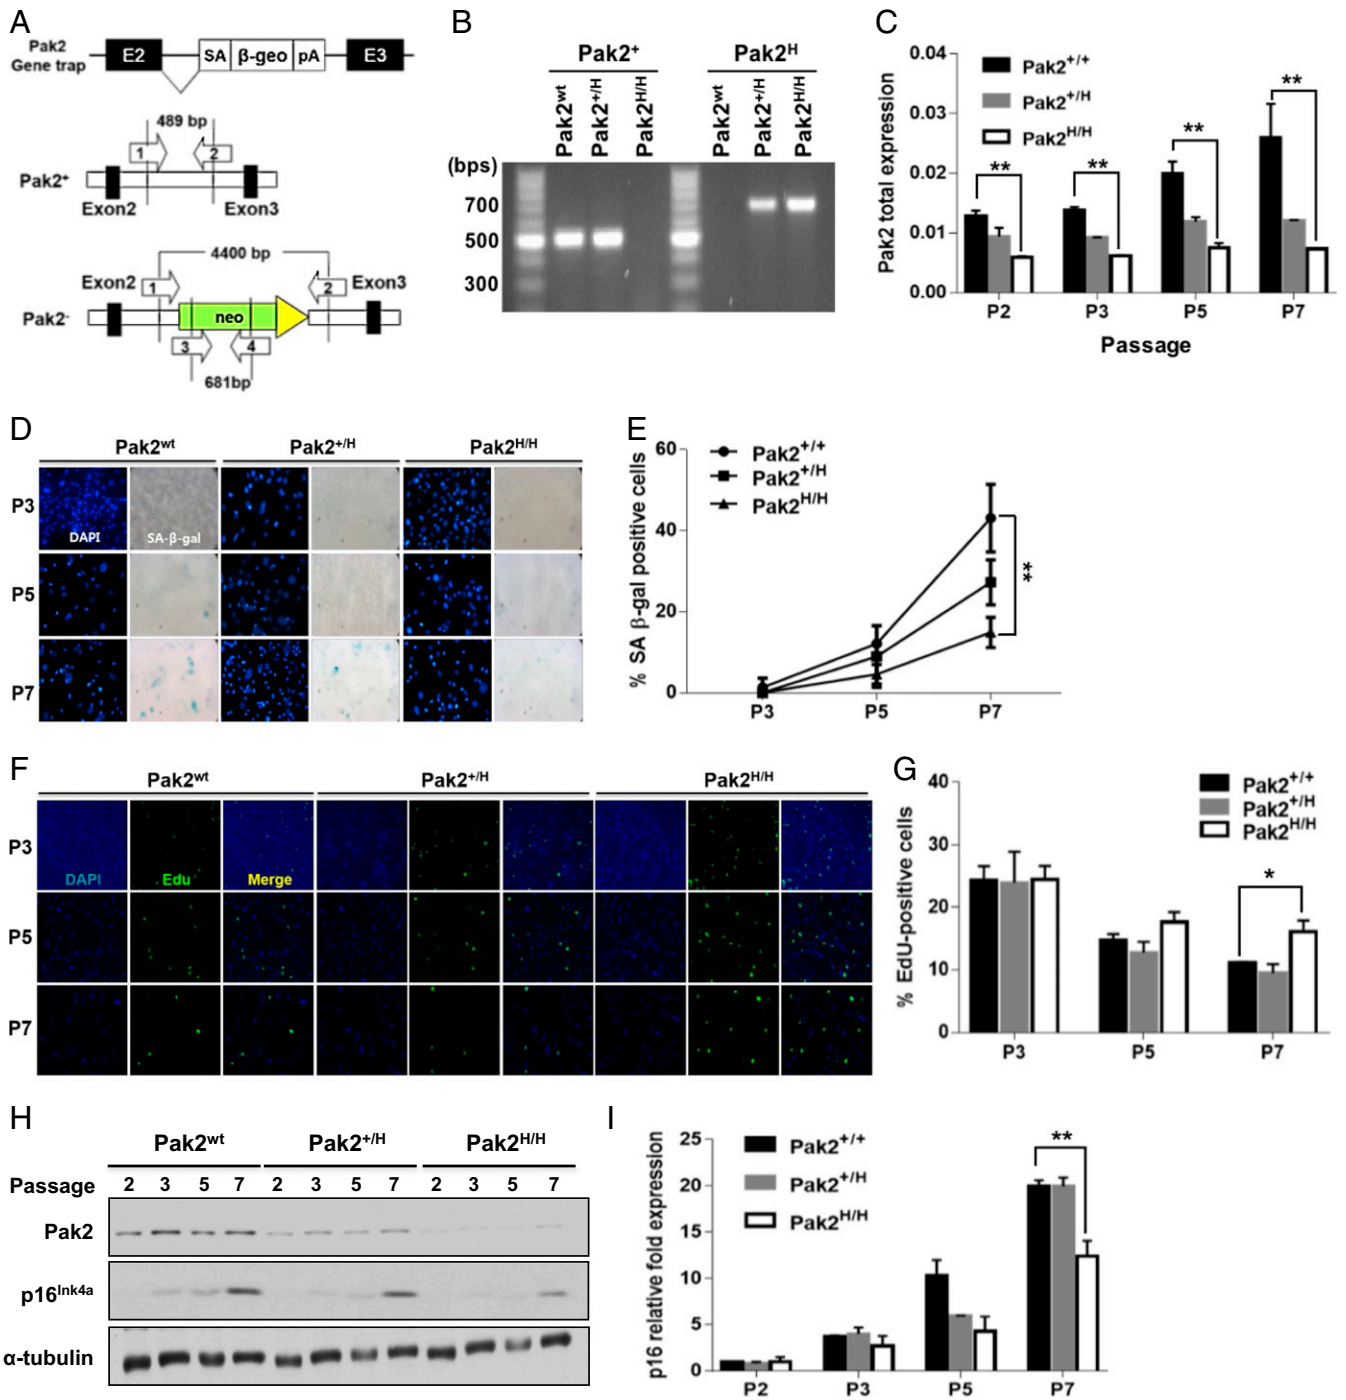 A
Pak2
Gene trap
E2
SA
β-geo
pA
E3
489 bp
1
2
Pak2⁺
Exon2
Exon3
4400 bp
Exon2
1
2
Exon3
Pak2⁻
neo
3
4
681bp
B
Pak2⁺
Pak2ᴴ
Pak2ʷᵗ
Pak2⁺/ᴴ
Pak2ᴴ/ᴴ
Pak2ʷᵗ
Pak2⁺/ᴴ
Pak2ᴴ/ᴴ
(bps)
700
500
300
C
Pak2 total expression
0.04
0.03
0.02
0.01
0.00
Pak2⁺/⁺
Pak2⁺/ᴴ
Pak2ᴴ/ᴴ
**
**
**
**
P2 P3 P5 P7
Passage
D
Pak2ʷᵗ Pak2⁺/ᴴ Pak2ᴴ/ᴴ
P3
DAPI SA-β-gal
P5
P7
E
% SA β-gal positive cells
60
40
20
0
Pak2⁺/⁺
Pak2⁺/ᴴ
Pak2ᴴ/ᴴ
**
P3 P5 P7
F
Pak2ʷᵗ Pak2⁺/ᴴ Pak2ᴴ/ᴴ
P3
DAPI Edu Merge
P5
P7
G
% EdU-positive cells
40
30
20
10
0
Pak2⁺/⁺
Pak2⁺/ᴴ
Pak2ᴴ/ᴴ
*
P3 P5 P7
H
Pak2ʷᵗ Pak2⁺/ᴴ Pak2ᴴ/ᴴ
Passage 2 3 5 7 2 3 5 7 2 3 5 7
Pak2
p16ᴵⁿᵏ⁴ᵃ
α-tubulin
I
p16 relative fold expression
25
20
15
10
5
0
Pak2⁺/⁺
Pak2⁺/ᴴ
Pak2ᴴ/ᴴ
**
P2 P3 P5 P7